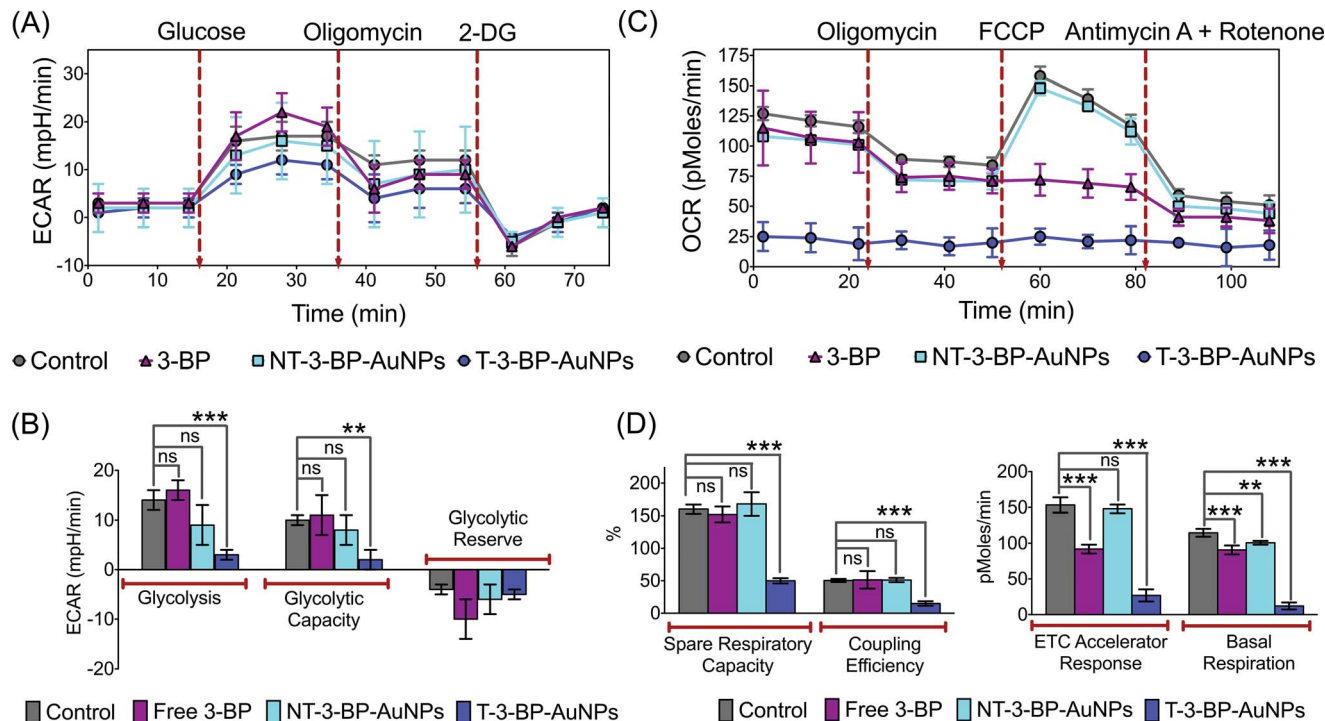 (A)
Glucose Oligomycin 2-DG
ECAR (mpH/min)
30
20
10
0
-10
0 10 20 30 40 50 60 70
Time (min)
Control 3-BP NT-3-BP-AuNPs T-3-BP-AuNPs
(C)
Oligomycin FCCP Antimycin A + Rotenone
OCR (pMoles/min)
175
150
125
100
75
50
25
0
0 20 40 60 80 100
Time (min)
Control 3-BP NT-3-BP-AuNPs T-3-BP-AuNPs
(B)
ECAR (mpH/min)
20
10
0
-10
-20
***
ns
ns
**
ns
ns
Glycolysis
Glycolytic
Capacity
Glycolytic
Reserve
Control Free 3-BP NT-3-BP-AuNPs T-3-BP-AuNPs
(D)
%
150
100
50
0
***
ns
ns
***
ns
ns
Spare Respiratory
Capacity
Coupling
Efficiency
pMoles/min
150
100
50
0
***
ns
***
***
**
***
ETC Accelerator
Response
Basal
Respiration
Control Free 3-BP NT-3-BP-AuNPs T-3-BP-AuNPs